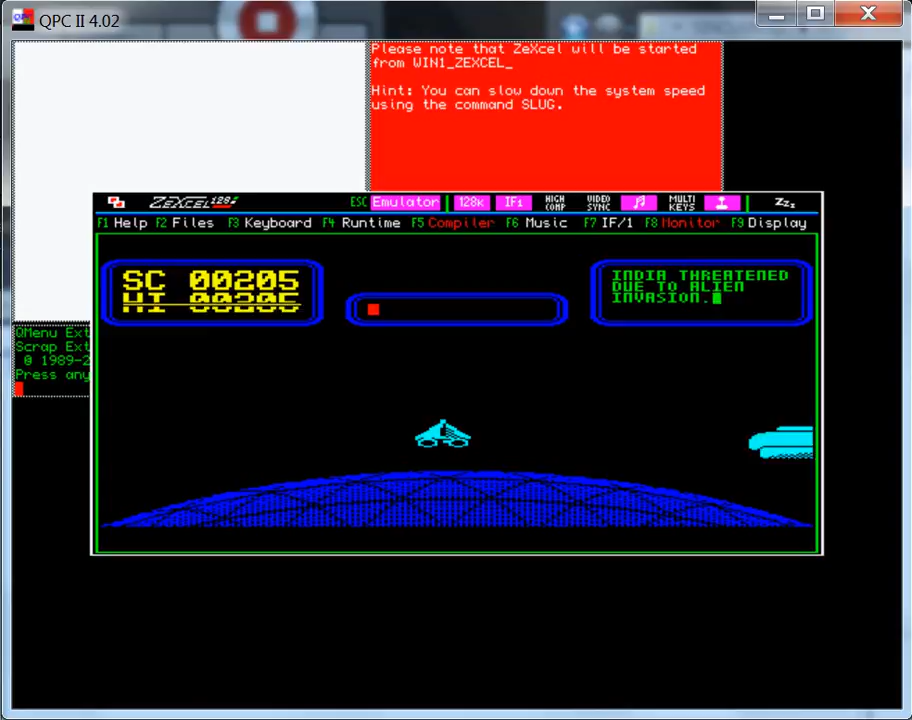 QPC II 4.02
Please note that ZeXcel will be started
from WIN1_ZEXCEL_
Hint: You can slow down the system speed
using the command SLUG.
ZEXCEL 128
ESC Emulator 128k IF1 HIGH COMP VIDEO SYNC MULTI KEYS Zzz
F1 Help F2 Files F3 Keyboard F4 Runtime F5 Compiler F6 Music F7 IF/1 F8 Monitor F9 Display
SC 00205
HI 00205
INDIA THREATENED
DUE TO ALIEN
INVASION.
QMenu Ext
Scrap Ext
@ 1989-2
Press any